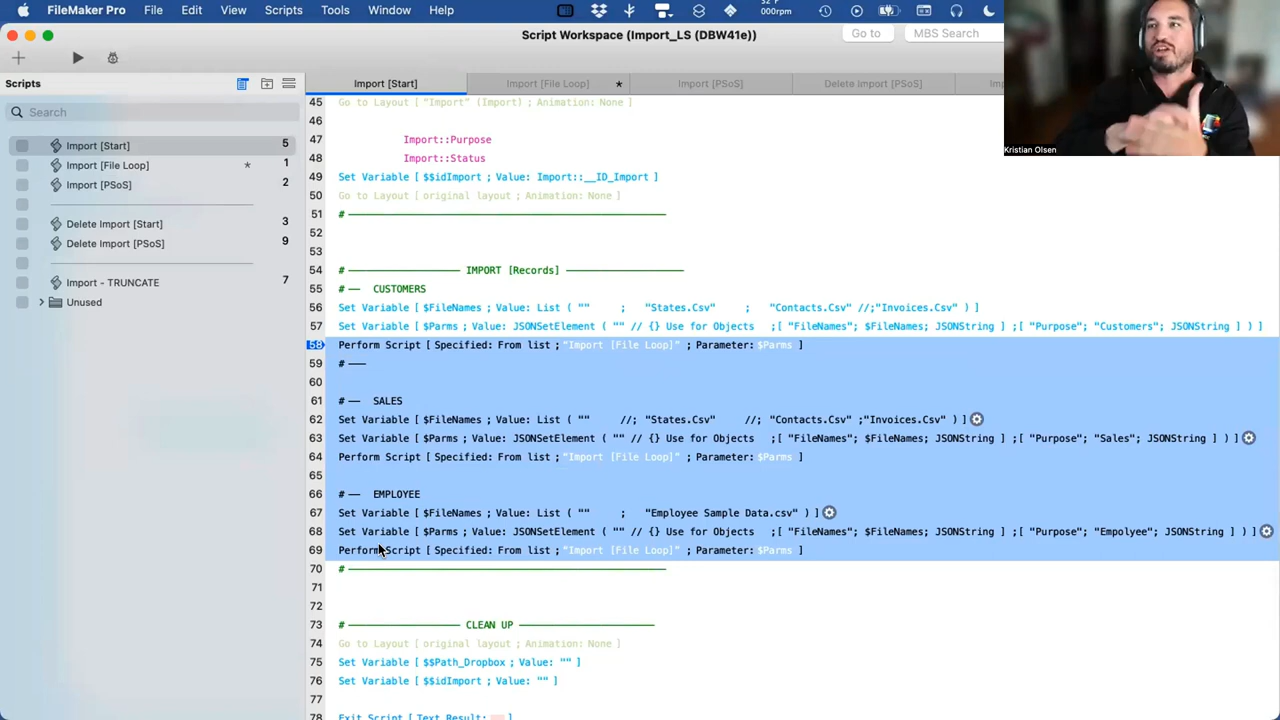 FileMaker Pro File Edit View Scripts Tools Window Help
000rpm
Script Workspace (Import_LS (DBW41e))
Go to
MBS Search
Scripts
Search
Import [Start] 5
Import [File Loop] * 1
Import [PSoS] 2
Delete Import [Start] 3
Delete Import [PSoS] 9
Import - TRUNCATE 7
Unused
Import [Start]
Import [File Loop] *
Import [PSoS]
Delete Import [PSoS]
45 Go to Layout [ "Import" (Import) ; Animation: None ]
46
47 Import::Purpose
48 Import::Status
49 Set Variable [ $$idImport ; Value: Import::__ID_Import ]
50 Go to Layout [ original layout ; Animation: None ]
51 # ——————————
52
53
54 # —————— IMPORT [Records] ——————
55 # —— CUSTOMERS
56 Set Variable [ $FileNames ; Value: List ( "" ; "States.Csv" ; "Contacts.Csv" //;"Invoices.Csv" ) ]
57 Set Variable [ $Parms ; Value: JSONSetElement ( "" // {} Use for Objects ;[ "FileNames"; $FileNames; JSONString ] ;[ "Purpose"; "Customers"; JSONString ] ) ]
58 Perform Script [ Specified: From list ; "Import [File Loop]" ; Parameter: $Parms ]
59 # ———
60
61 # —— SALES
62 Set Variable [ $FileNames ; Value: List ( "" //; "States.Csv" //; "Contacts.Csv" ;"Invoices.Csv" ) ]
63 Set Variable [ $Parms ; Value: JSONSetElement ( "" // {} Use for Objects ;[ "FileNames"; $FileNames; JSONString ] ;[ "Purpose"; "Sales"; JSONString ] ) ]
64 Perform Script [ Specified: From list ; "Import [File Loop]" ; Parameter: $Parms ]
65
66 # —— EMPLOYEE
67 Set Variable [ $FileNames ; Value: List ( "" ; "Employee Sample Data.csv" ) ]
68 Set Variable [ $Parms ; Value: JSONSetElement ( "" // {} Use for Objects ;[ "FileNames"; $FileNames; JSONString ] ;[ "Purpose"; "Empolyee"; JSONString ] ) ]
69 Perform Script [ Specified: From list ; "Import [File Loop]" ; Parameter: $Parms ]
70 # ——————————
71
72
73 # —————— CLEAN UP ——————
74 Go to Layout [ original layout ; Animation: None ]
75 Set Variable [ $$Path_Dropbox ; Value: "" ]
76 Set Variable [ $$idImport ; Value: "" ]
77
78 Exit Script [ Text Result: ]
Kristian Olsen